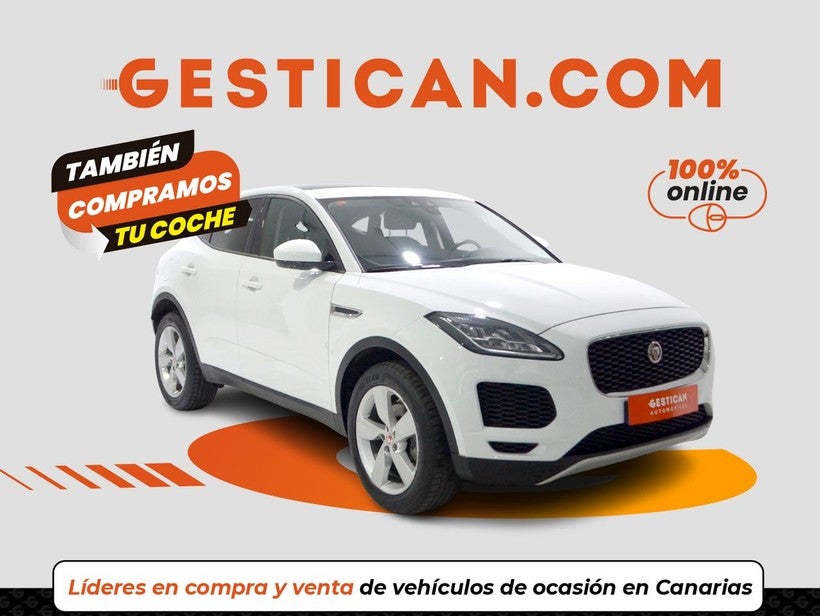 GESTICAN.COM
TAMBIÉN
COMPRAMOS
TU COCHE
100%
online
GESTICAN
AUTOMÓVILES
Líderes en compra y venta de vehículos de ocasión en Canarias